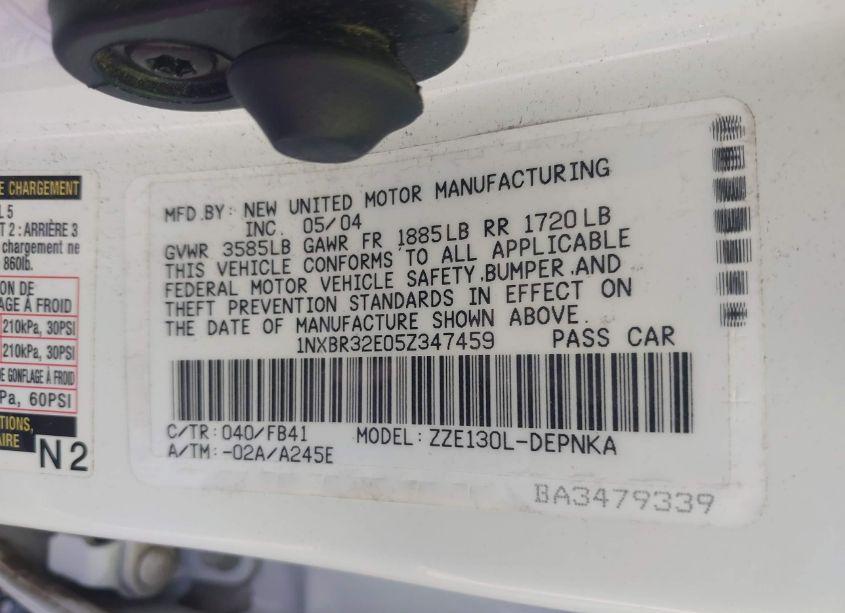 E CHARGEMENT
L 5
T 2 : ARRIÈRE 3
chargement ne
860lb.
ON DE
AGE À FROID
210kPa, 30PSI
210kPa, 30PSI
DE GONFLAGE À FROID
Pa, 60PSI
TIONS,
AIRE
N 2
MFD.BY: NEW UNITED MOTOR MANUFACTURING
INC. 05/04
GVWR 3585LB GAWR FR 1885LB RR 1720LB
THIS VEHICLE CONFORMS TO ALL APPLICABLE
FEDERAL MOTOR VEHICLE SAFETY,BUMPER,AND
THEFT PREVENTION STANDARDS IN EFFECT ON
THE DATE OF MANUFACTURE SHOWN ABOVE.
1NXBR32E05Z347459 PASS CAR
C/TR: 040/FB41 MODEL: ZZE130L-DEPNKA
A/TM: -02A/A245E
BA3479339